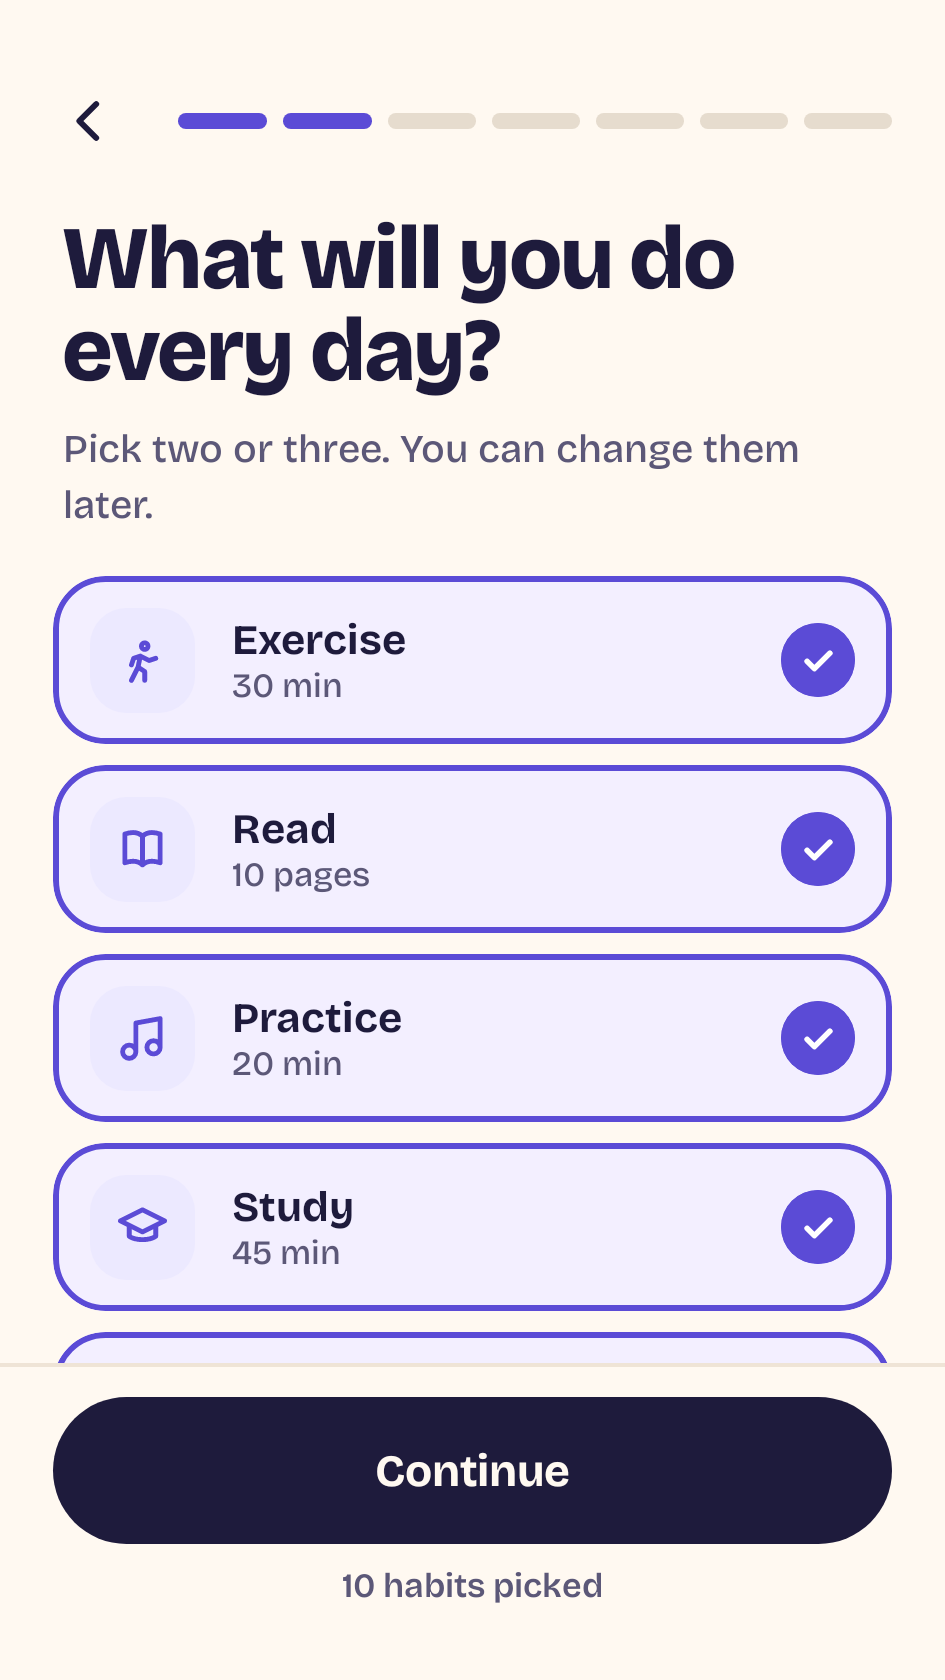 What will you do
every day?
Pick two or three. You can change them
later.
Exercise
30 min
Read
10 pages
Practice
20 min
Study
45 min
Continue
10 habits picked